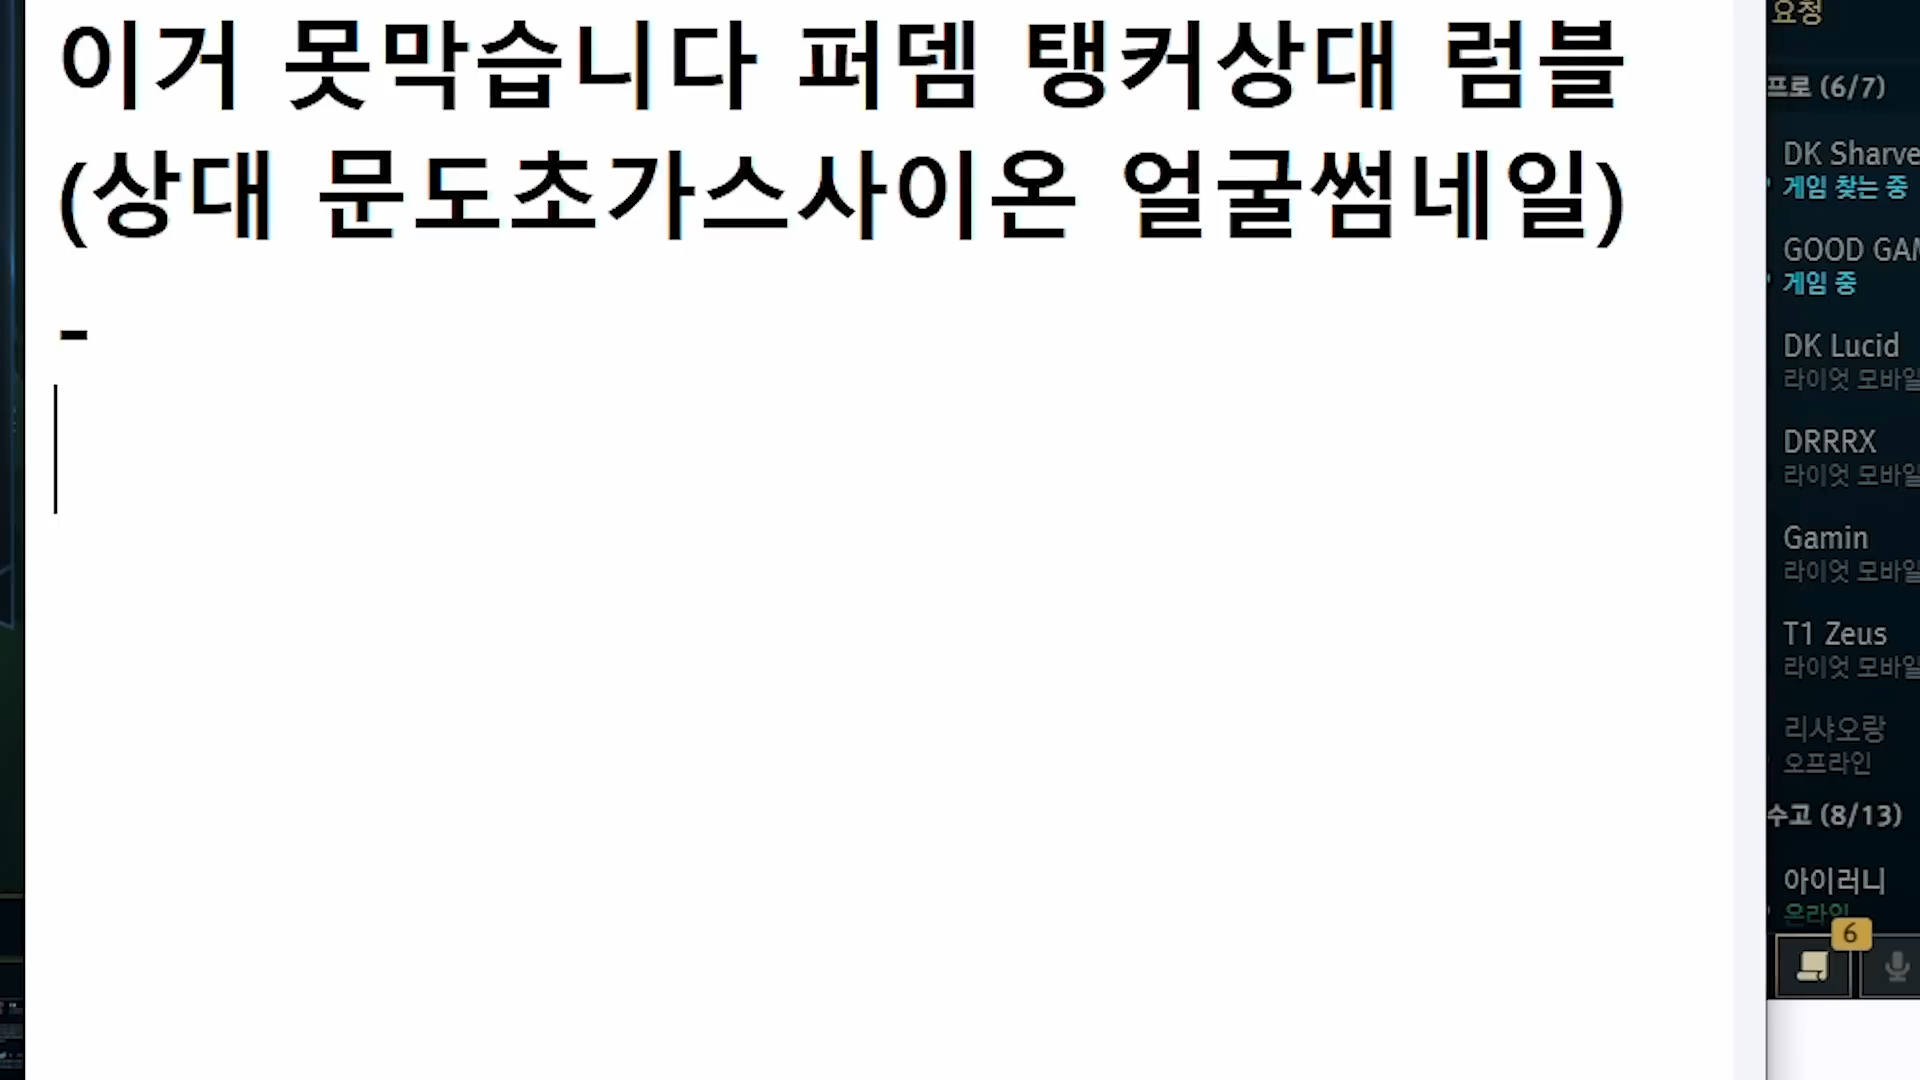 이거 못막습니다 퍼뎀 탱커상대 럼블
(상대 문도초가스사이온 얼굴썸네일)
-
요청
프로 (6/7)
DK Sharve
게임 찾는 중
GOOD GAM
게임 중
DK Lucid
라이엇 모바일
DRRRX
라이엇 모바일
Gamin
라이엇 모바일
T1 Zeus
라이엇 모바일
리샤오랑
오프라인
수고 (8/13)
아이러니
온라인
6